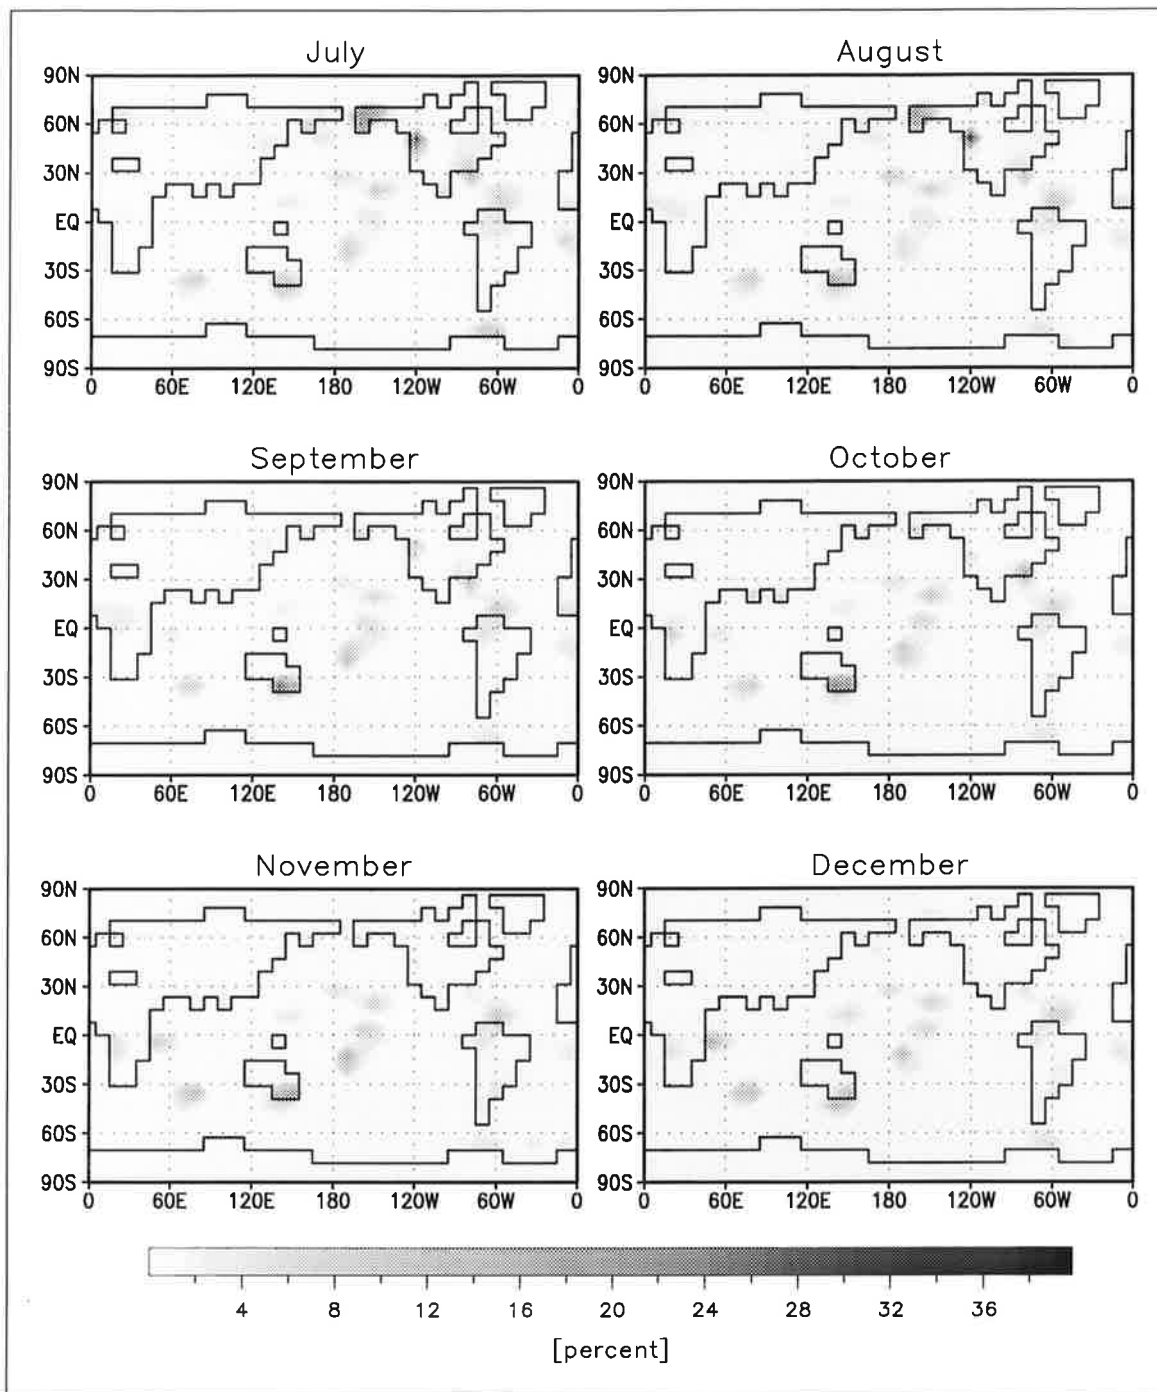 July August
90N 90N
60N 60N
30N 30N
EQ EQ
30S 30S
60S 60S
90S 90S
0 60E 120E 180 120W 60W 0 0 60E 120E 180 120W 60W 0
September October
90N 90N
60N 60N
30N 30N
EQ EQ
30S 30S
60S 60S
90S 90S
0 60E 120E 180 120W 60W 0 0 60E 120E 180 120W 60W 0
November December
90N 90N
60N 60N
30N 30N
EQ EQ
30S 30S
60S 60S
90S 90S
0 60E 120E 180 120W 60W 0 0 60E 120E 180 120W 60W 0
4 8 12 16 20 24 28 32 36
[percent]